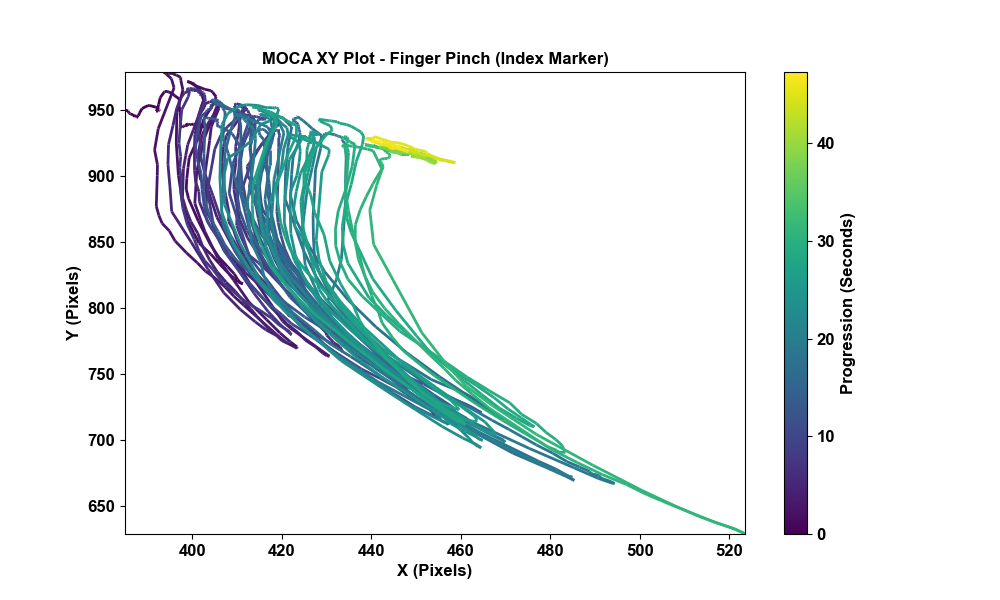 MOCA XY Plot - Finger Pinch (Index Marker)
950
900
850
800
750
700
650
Y (Pixels)
400 420 440 460 480 500 520
X (Pixels)
40
30
20
10
0
Progression (Seconds)